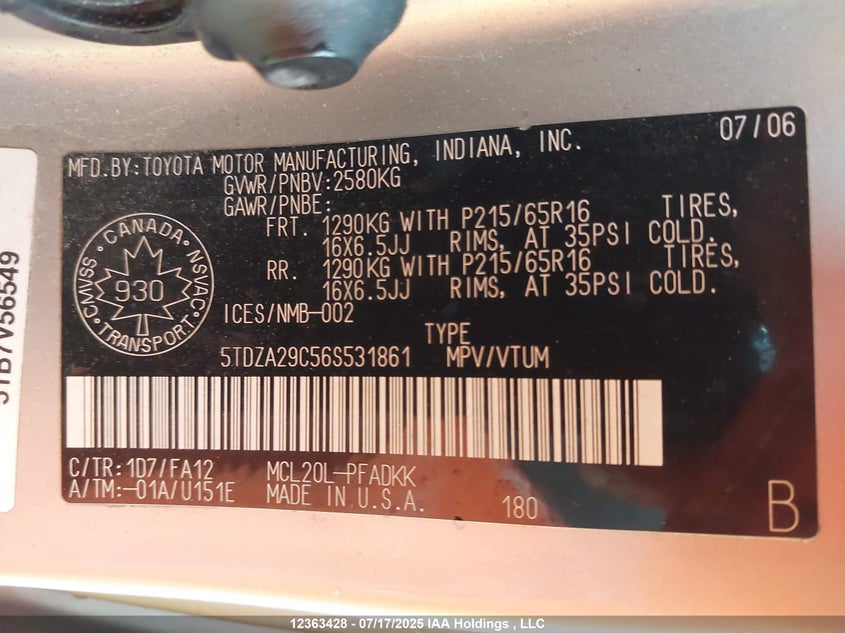 07/06
MFD.BY:TOYOTA MOTOR MANUFACTURING, INDIANA, INC.
GVWR/PNBV:2580KG
GAWR/PNBE:
FRT. 1290KG WITH P215/65R16 TIRES,
16X6.5JJ RIMS, AT 35PSI COLD.
RR. 1290KG WITH P215/65R16 TIRES,
16X6.5JJ RIMS, AT 35PSI COLD.
CANADA
CMVSS 930 NSVAC
TRANSPORT
ICES/NMB-002
TYPE
5TDZA29C56S531861 MPV/VTUM
C/TR:1D7/FA12 MCL20L-PFADKK
A/TM:-01A/U151E MADE IN U.S.A. 180
B
12363428 - 07/17/2025 IAA Holdings , LLC